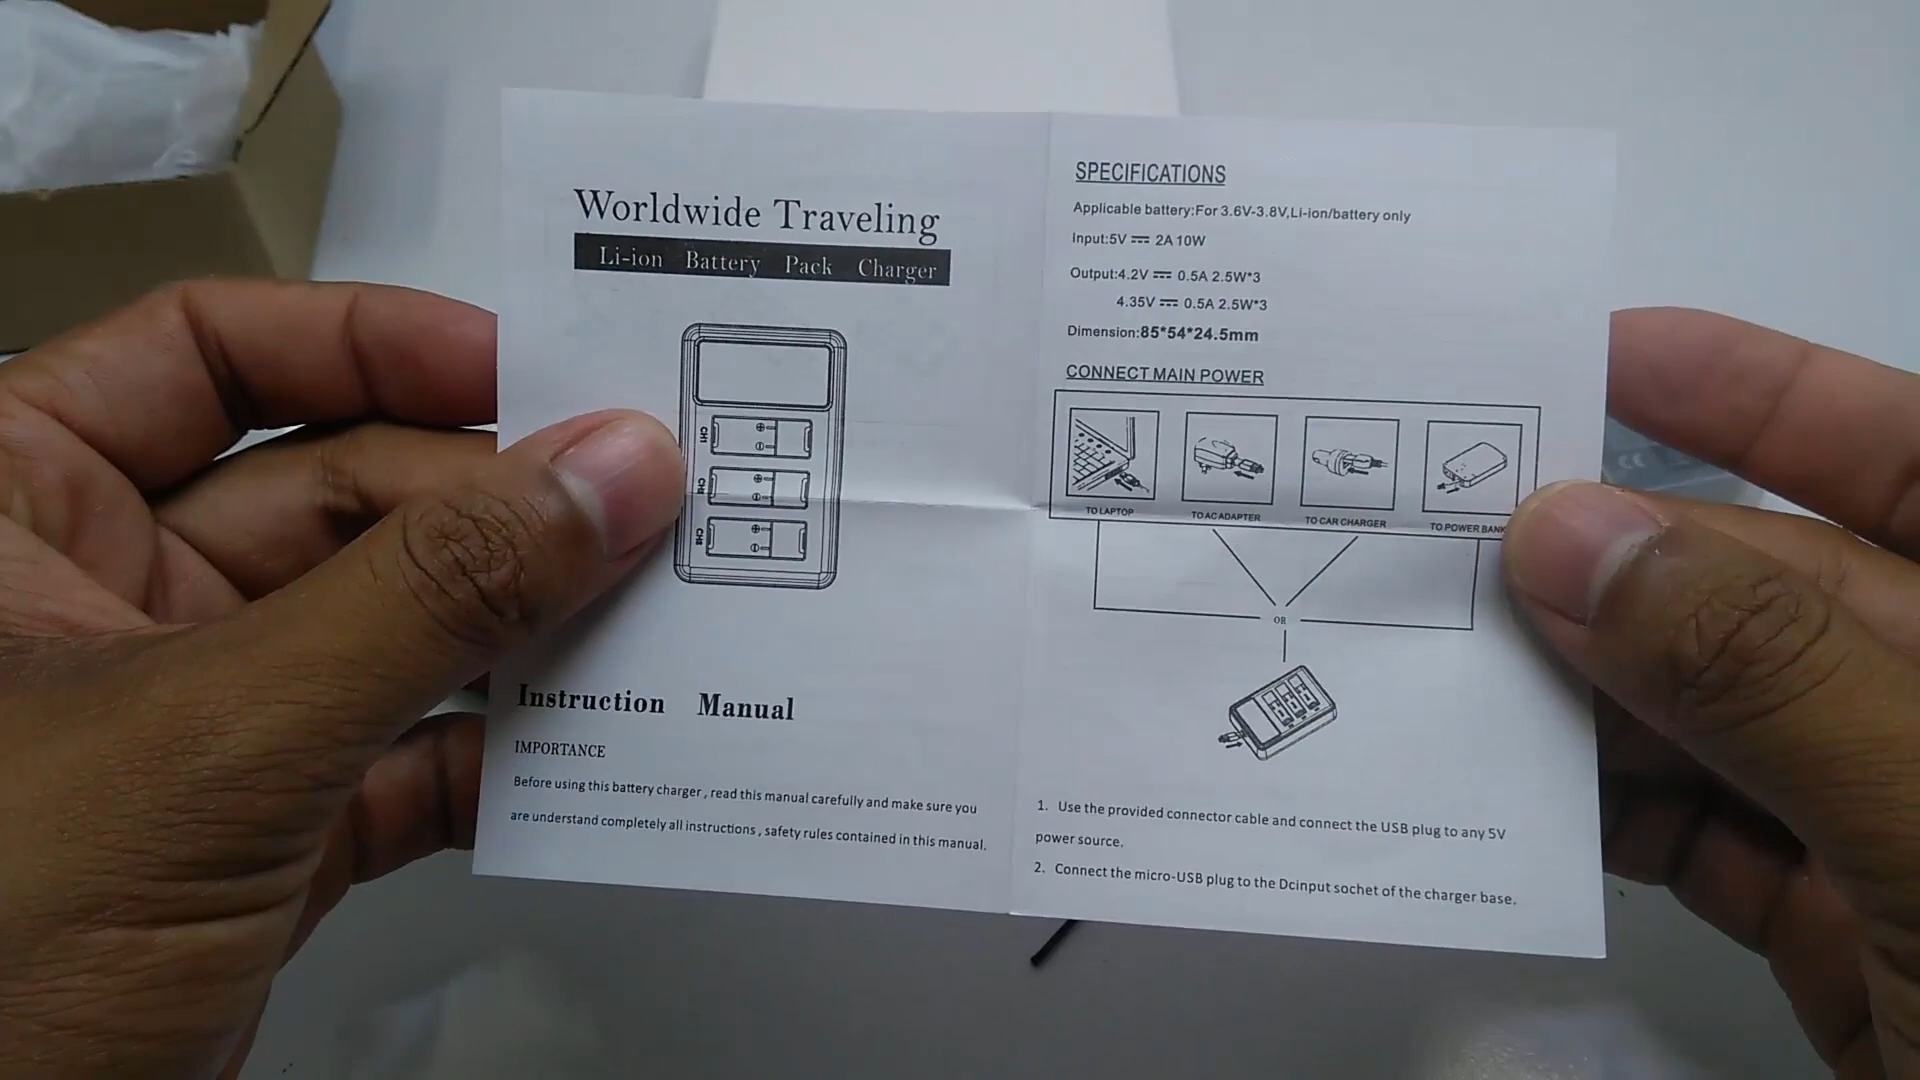 Worldwide Traveling
Li-ion Battery Pack Charger
CH1
Instruction Manual
IMPORTANCE
Before using this battery charger , read this manual carefully and make sure you
are understand completely all instructions , safety rules contained in this manual.
SPECIFICATIONS
Applicable battery:For 3.6V-3.8V,Li-ion/battery only
Input:5V ⎓ 2A 10W
Output:4.2V ⎓ 0.5A 2.5W*3
4.35V ⎓ 0.5A 2.5W*3
Dimension:85*54*24.5mm
CONNECT MAIN POWER
TO LAPTOP
TO ACADAPTER
TO CAR CHARGER
TO POWER BANK
OR
1. Use the provided connector cable and connect the USB plug to any 5V
power source.
2. Connect the micro-USB plug to the Dcinput sochet of the charger base.